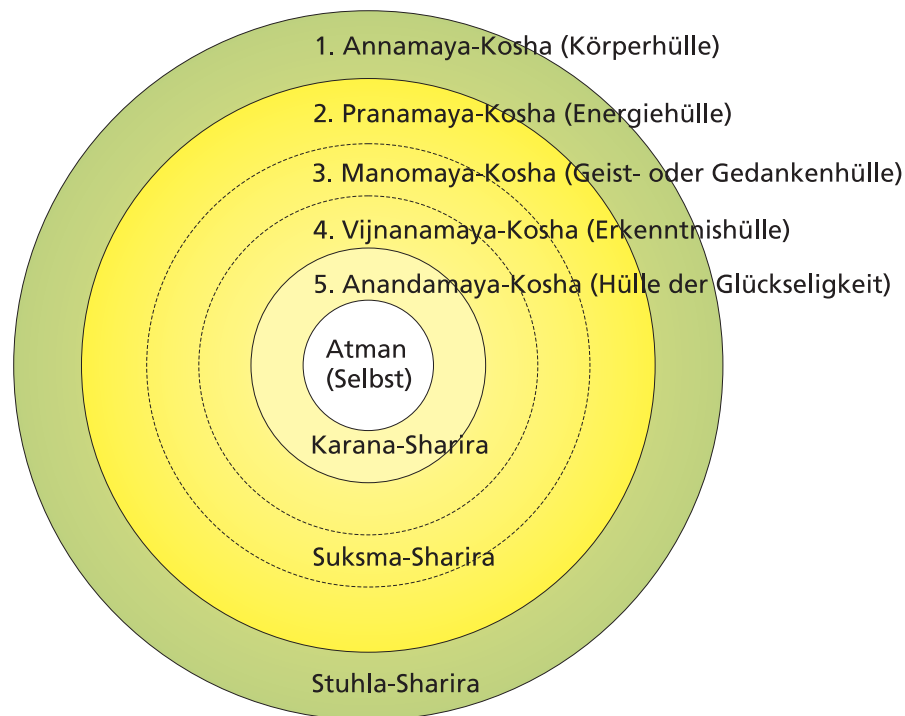 1. Annamaya-Kosha (Körperhülle)
2. Pranamaya-Kosha (Energiehülle)
3. Manomaya-Kosha (Geist- oder Gedankenhülle)
4. Vijnanamaya-Kosha (Erkenntnishülle)
5. Anandamaya-Kosha (Hülle der Glückseligkeit)
Atman
(Selbst)
Karana-Sharira
Suksma-Sharira
Stuhla-Sharira